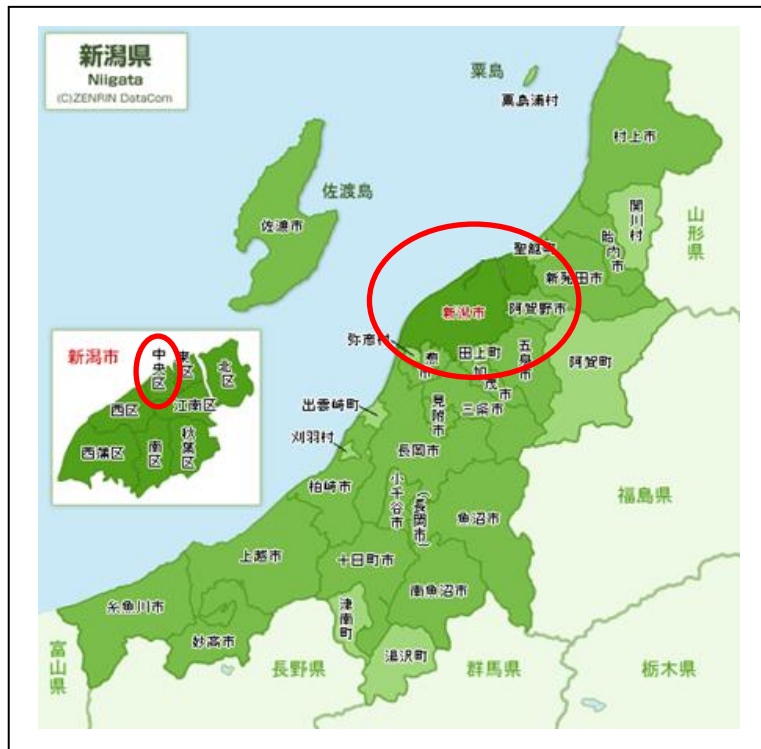 新潟県
Niigata
(C)ZENRIN DataCom
粟島
粟島浦村
村上市
関川村
山形県
胎内市
佐渡島
佐渡市
聖籠町
新発田市
新潟市
阿賀野市
弥彦村
燕市
田上町
加茂市
五泉市
阿賀町
新潟市
中央区
東区
北区
西区
江南区
西蒲区
南区
秋葉区
出雲崎町
見附市
三条市
刈羽村
長岡市
柏崎市
小千谷市
(長岡市)
魚沼市
福島県
上越市
十日町市
糸魚川市
妙高市
津南町
南魚沼市
湯沢町
富山県
長野県
群馬県
栃木県